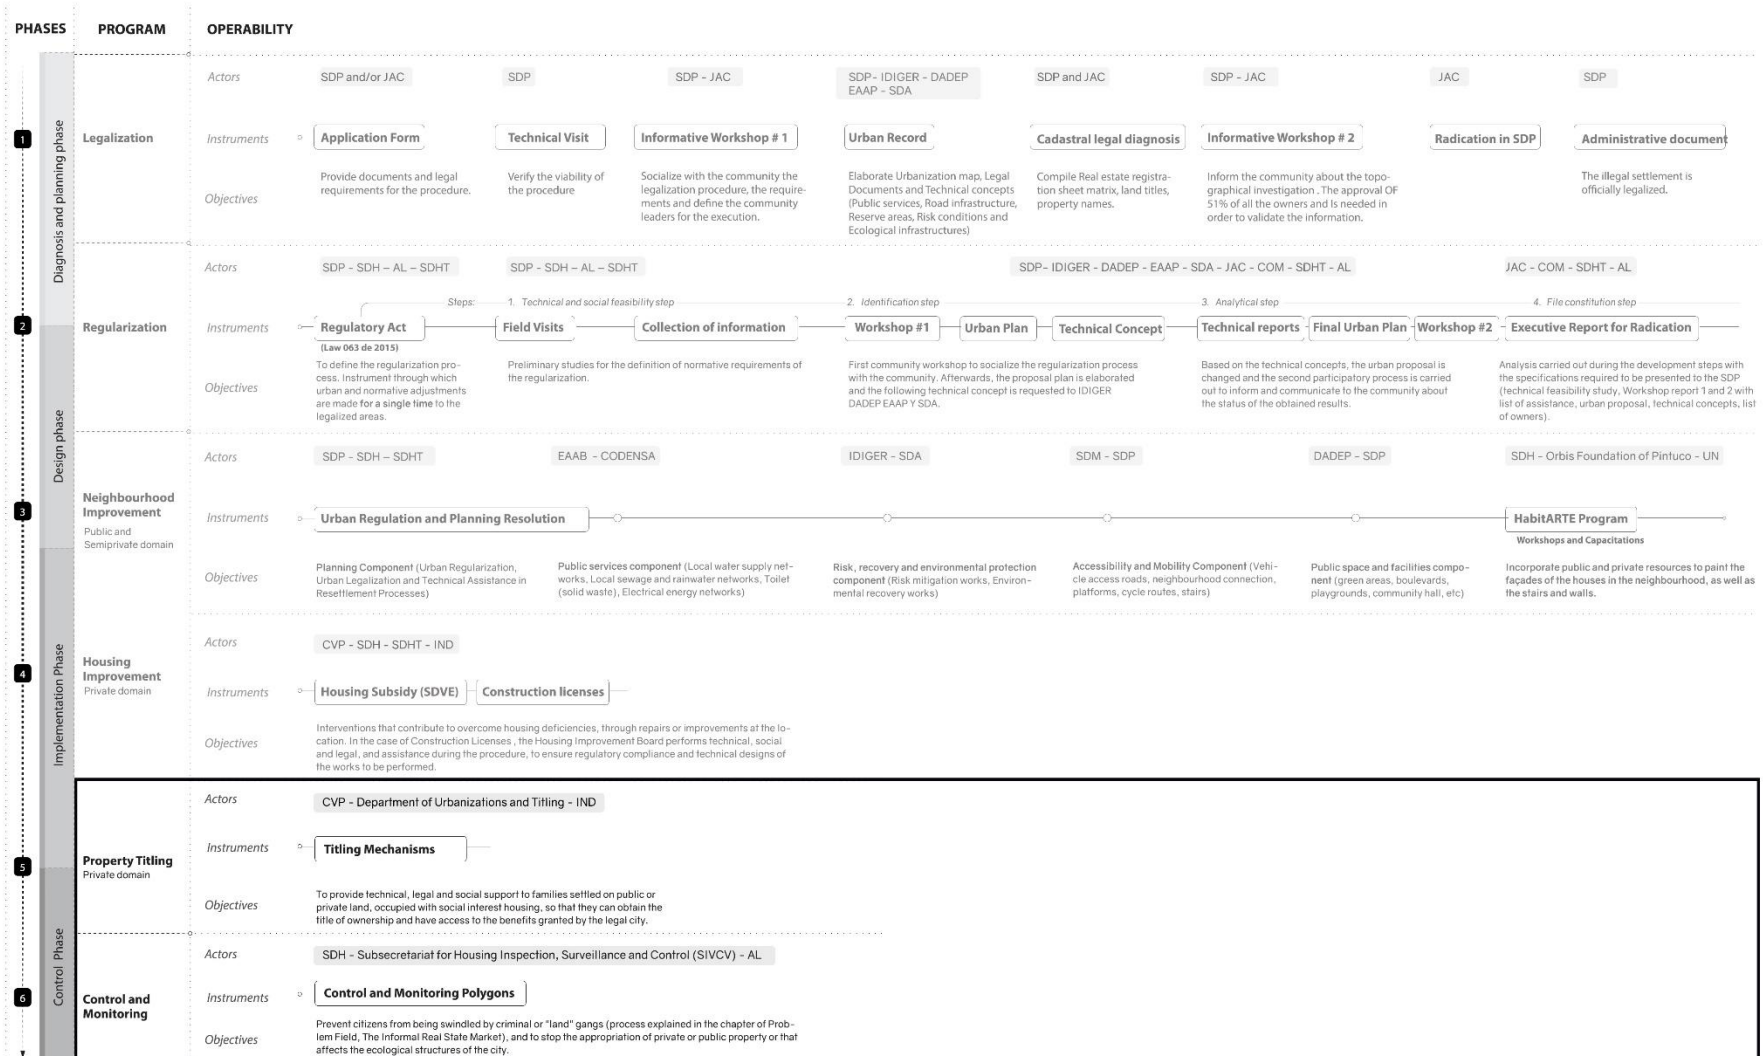 PHASES PROGRAM OPERABILITY
Diagnosis and planning phase
Design phase
Implementation Phase
Control Phase
1
Legalization
Actors
SDP and/or JAC
SDP
SDP - JAC
SDP- IDIGER - DADEP
EAAP - SDA
SDP and JAC
SDP - JAC
JAC
SDP
Instruments
Application Form
Technical Visit
Informative Workshop # 1
Urban Record
Cadastral legal diagnosis
Informative Workshop # 2
Radication in SDP
Administrative document
Objectives
Provide documents and legal
requirements for the procedure.
Verify the viability of
the procedure
Socialize with the community the
legalization procedure, the require-
ments and define the community
leaders for the execution.
Elaborate Urbanization map, Legal
Documents and Technical concepts
(Public services, Road infrastructure,
Reserve areas, Risk conditions and
Ecological infrastructures)
Compile Real estate registra-
tion sheet matrix, land titles,
property names.
Inform the community about the topo-
graphical investigation . The approval OF
51% of all the owners and Is needed in
order to validate the information.
The illegal settlement is
officially legalized.
2
Regularization
Actors
SDP - SDH – AL – SDHT
SDP - SDH – AL – SDHT
SDP- IDIGER - DADEP - EAAP - SDA - JAC - COM - SDHT - AL
JAC - COM - SDHT - AL
Steps:
1. Technical and social feasibility step
2. Identification step
3. Analytical step
4. File constitution step
Instruments
Regulatory Act
(Law 063 de 2015)
Field Visits
Collection of information
Workshop #1
Urban Plan
Technical Concept
Technical reports
Final Urban Plan
Workshop #2
Executive Report for Radication
Objectives
To define the regularization pro-
cess. Instrument through which
urban and normative adjustments
are made for a single time to the
legalized areas.
Preliminary studies for the definition of normative requirements of
the regularization.
First community workshop to socialize the regularization process
with the community. Afterwards, the proposal plan is elaborated
and the following technical concept is requested to IDIGER
DADEP EAAP Y SDA.
Based on the technical concepts, the urban proposal is
changed and the second participatory process is carried
out to inform and communicate to the community about
the status of the obtained results.
Analysis carried out during the development steps with
the specifications required to be presented to the SDP
(technical feasibility study, Workshop report 1 and 2 with
list of assistance, urban proposal, technical concepts, list
of owners).
3
Neighbourhood
Improvement
Public and
Semiprivate domain
Actors
SDP - SDH – SDHT
EAAB - CODENSA
IDIGER - SDA
SDM - SDP
DADEP - SDP
SDH - Orbis Foundation of Pintuco - UN
Instruments
Urban Regulation and Planning Resolution
HabitARTE Program
Workshops and Capacitations
Objectives
Planning Component (Urban Regularization,
Urban Legalization and Technical Assistance in
Resettlement Processes)
Public services component (Local water supply net-
works, Local sewage and rainwater networks, Toilet
(solid waste), Electrical energy networks)
Risk, recovery and environmental protection
component (Risk mitigation works, Environ-
mental recovery works)
Accessibility and Mobility Component (Vehi-
cle access roads, neighbourhood connection,
platforms, cycle routes, stairs)
Public space and facilities compo-
nent (green areas, boulevards,
playgrounds, community hall, etc)
Incorporate public and private resources to paint the
façades of the houses in the neighbourhood, as well as
the stairs and walls.
4
Housing
Improvement
Private domain
Actors
CVP - SDH - SDHT - IND
Instruments
Housing Subsidy (SDVE)
Construction licenses
Objectives
Interventions that contribute to overcome housing deficiencies, through repairs or improvements at the lo-
cation. In the case of Construction Licenses , the Housing Improvement Board performs technical, social
and legal, and assistance during the procedure, to ensure regulatory compliance and technical designs of
the works to be performed.
5
Property Titling
Private domain
Actors
CVP - Department of Urbanizations and Titling - IND
Instruments
Titling Mechanisms
Objectives
To provide technical, legal and social support to families settled on public or
private land, occupied with social interest housing, so that they can obtain the
title of ownership and have access to the benefits granted by the legal city.
6
Control and
Monitoring
Actors
SDH - Subsecretariat for Housing Inspection, Surveillance and Control (SIVCV) - AL
Instruments
Control and Monitoring Polygons
Objectives
Prevent citizens from being swindled by criminal or "land" gangs (process explained in the chapter of Prob-
lem Field, The Informal Real State Market), and to stop the appropriation of private or public property or that
affects the ecological structures of the city.